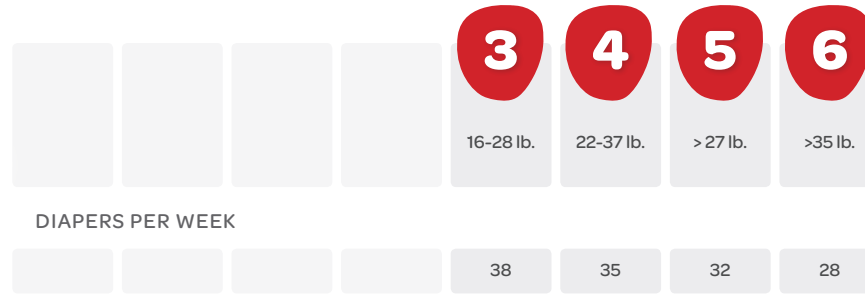 3 4 5 6
16-28 lb. 22-37 lb. > 27 lb. >35 lb.
DIAPERS PER WEEK
38 35 32 28